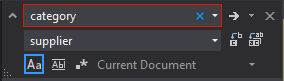 category
supplier
Aa Ab Current Document